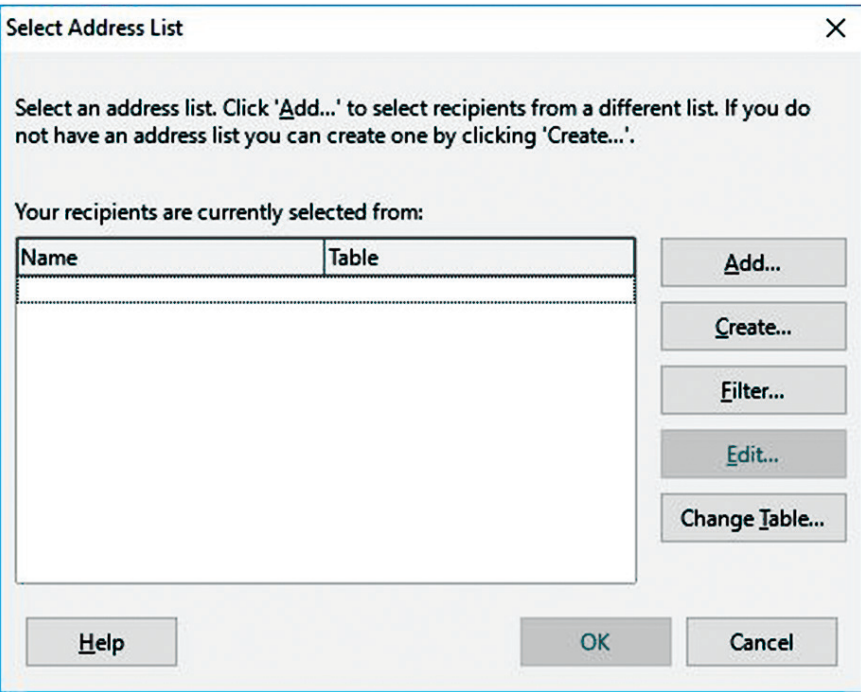 Select Address List
Select an address list. Click 'Add...' to select recipients from a different list. If you do
not have an address list you can create one by clicking 'Create...'.
Your recipients are currently selected from:
Name Table
Add...
Create...
Filter...
Edit...
Change Table...
Help OK Cancel